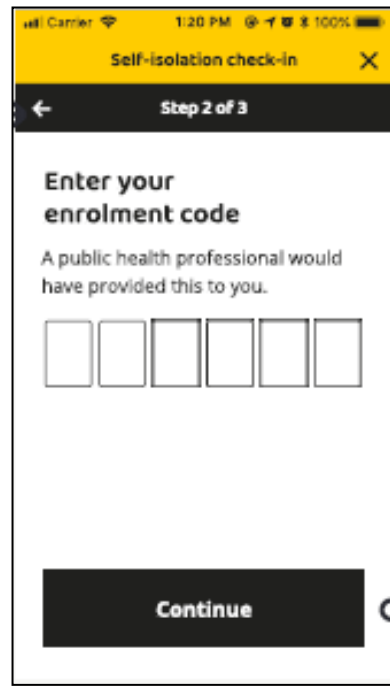 Carrier 1:20 PM 100%
Self-isolation check-in
Step 2 of 3
Enter your
enrolment code
A public health professional would
have provided this to you.
Continue